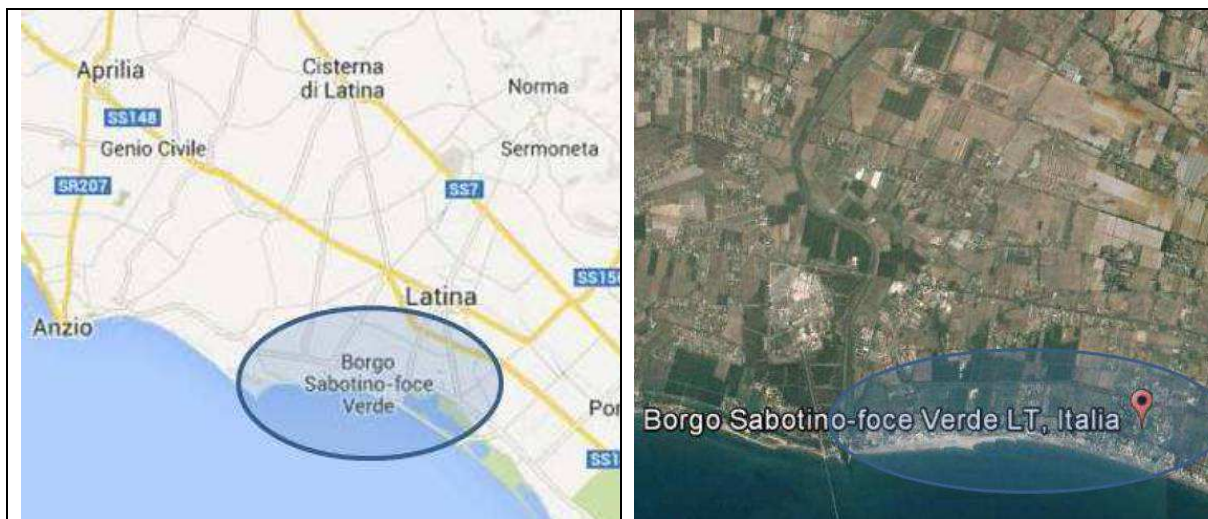 Aprilia
Cisterna
di Latina
Norma
SS148
Genio Civile
Sermoneta
SR207
SS7
SS15
Latina
Anzio
Borgo
Sabotino-foce
Verde
Por
SS1
Borgo Sabotino-foce Verde LT, Italia